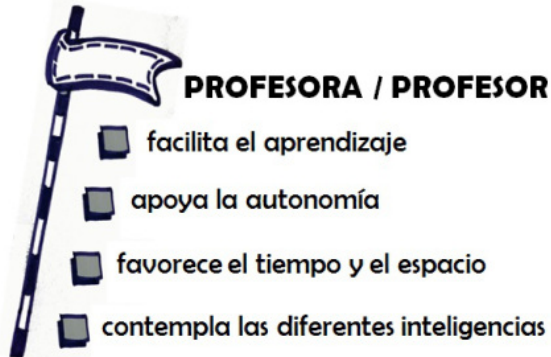 PROFESORA / PROFESOR
facilita el aprendizaje
apoya la autonomía
favorece el tiempo y el espacio
contempla las diferentes inteligencias